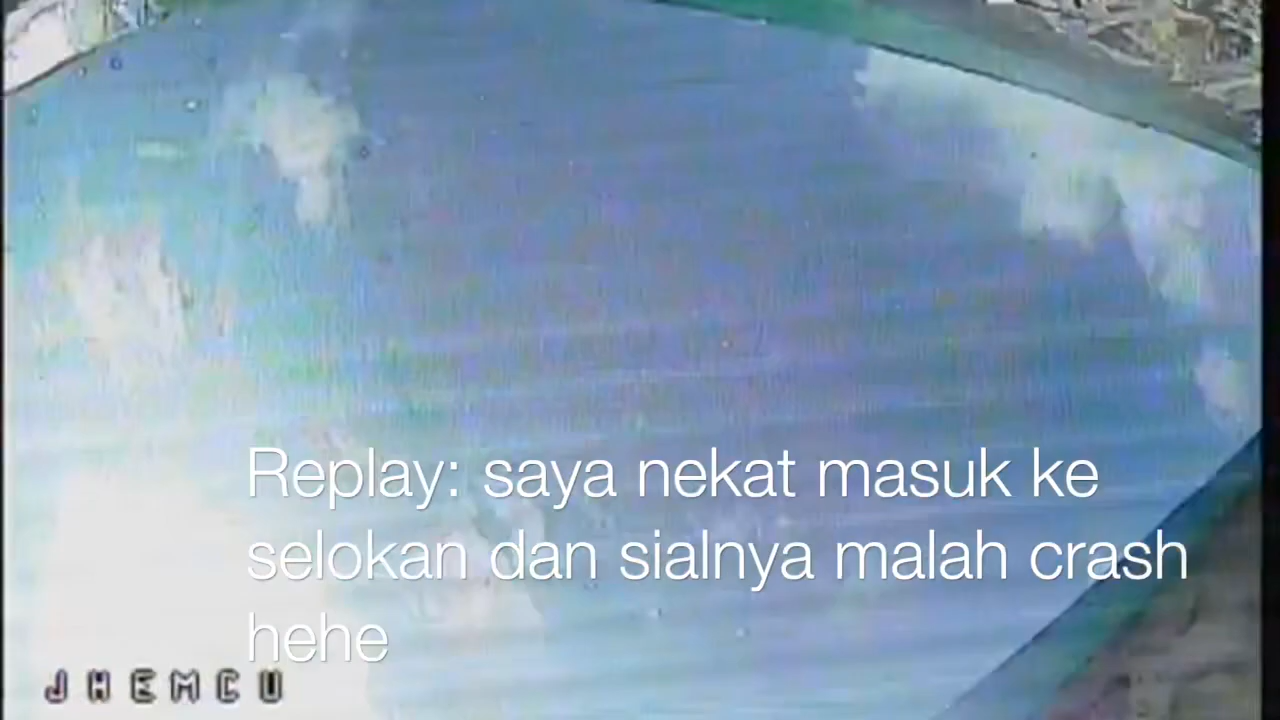 Replay: saya nekat masuk ke
selokan dan sialnya malah crash
hehe
JHEMCU